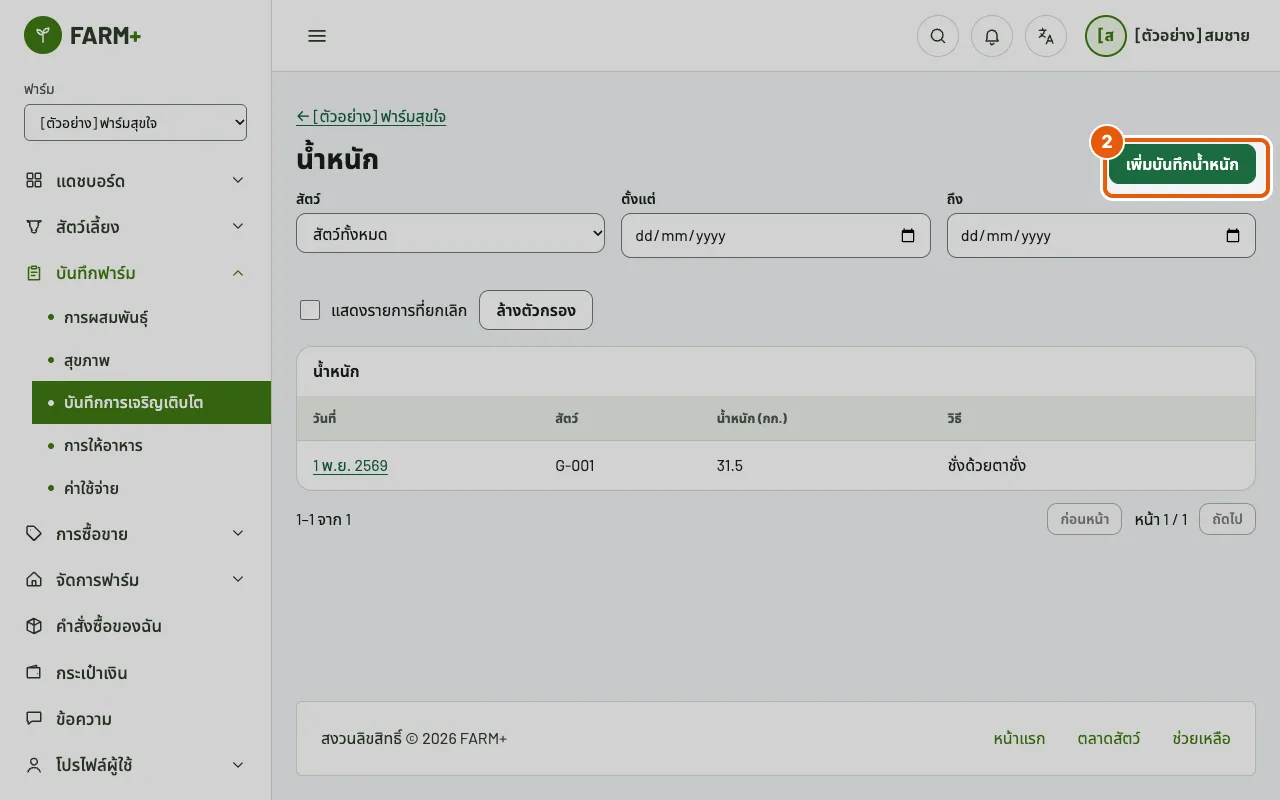 FARM+
ฟาร์ม
[ตัวอย่าง] ฟาร์มสุขใจ
แดชบอร์ด
สัตว์เลี้ยง
บันทึกฟาร์ม
การผสมพันธุ์
สุขภาพ
บันทึกการเจริญเติบโต
การให้อาหาร
ค่าใช้จ่าย
การซื้อขาย
จัดการฟาร์ม
คำสั่งซื้อของฉัน
กระเป๋าเงิน
ข้อความ
โปรไฟล์ผู้ใช้
[ส [ตัวอย่าง] สมชาย
← [ตัวอย่าง] ฟาร์มสุขใจ
น้ำหนัก
2
เพิ่มบันทึกน้ำหนัก
สัตว์ ตั้งแต่ ถึง
สัตว์ทั้งหมด dd/mm/yyyy dd/mm/yyyy
แสดงรายการที่ยกเลิก ล้างตัวกรอง
น้ำหนัก
วันที่ สัตว์ น้ำหนัก (กก.) วิธี
1 พ.ย. 2569 G-001 31.5 ชั่งด้วยตาชั่ง
1–1 จาก 1 ก่อนหน้า หน้า 1 / 1 ถัดไป
สงวนลิขสิทธิ์ © 2026 FARM+ หน้าแรก ตลาดสัตว์ ช่วยเหลือ